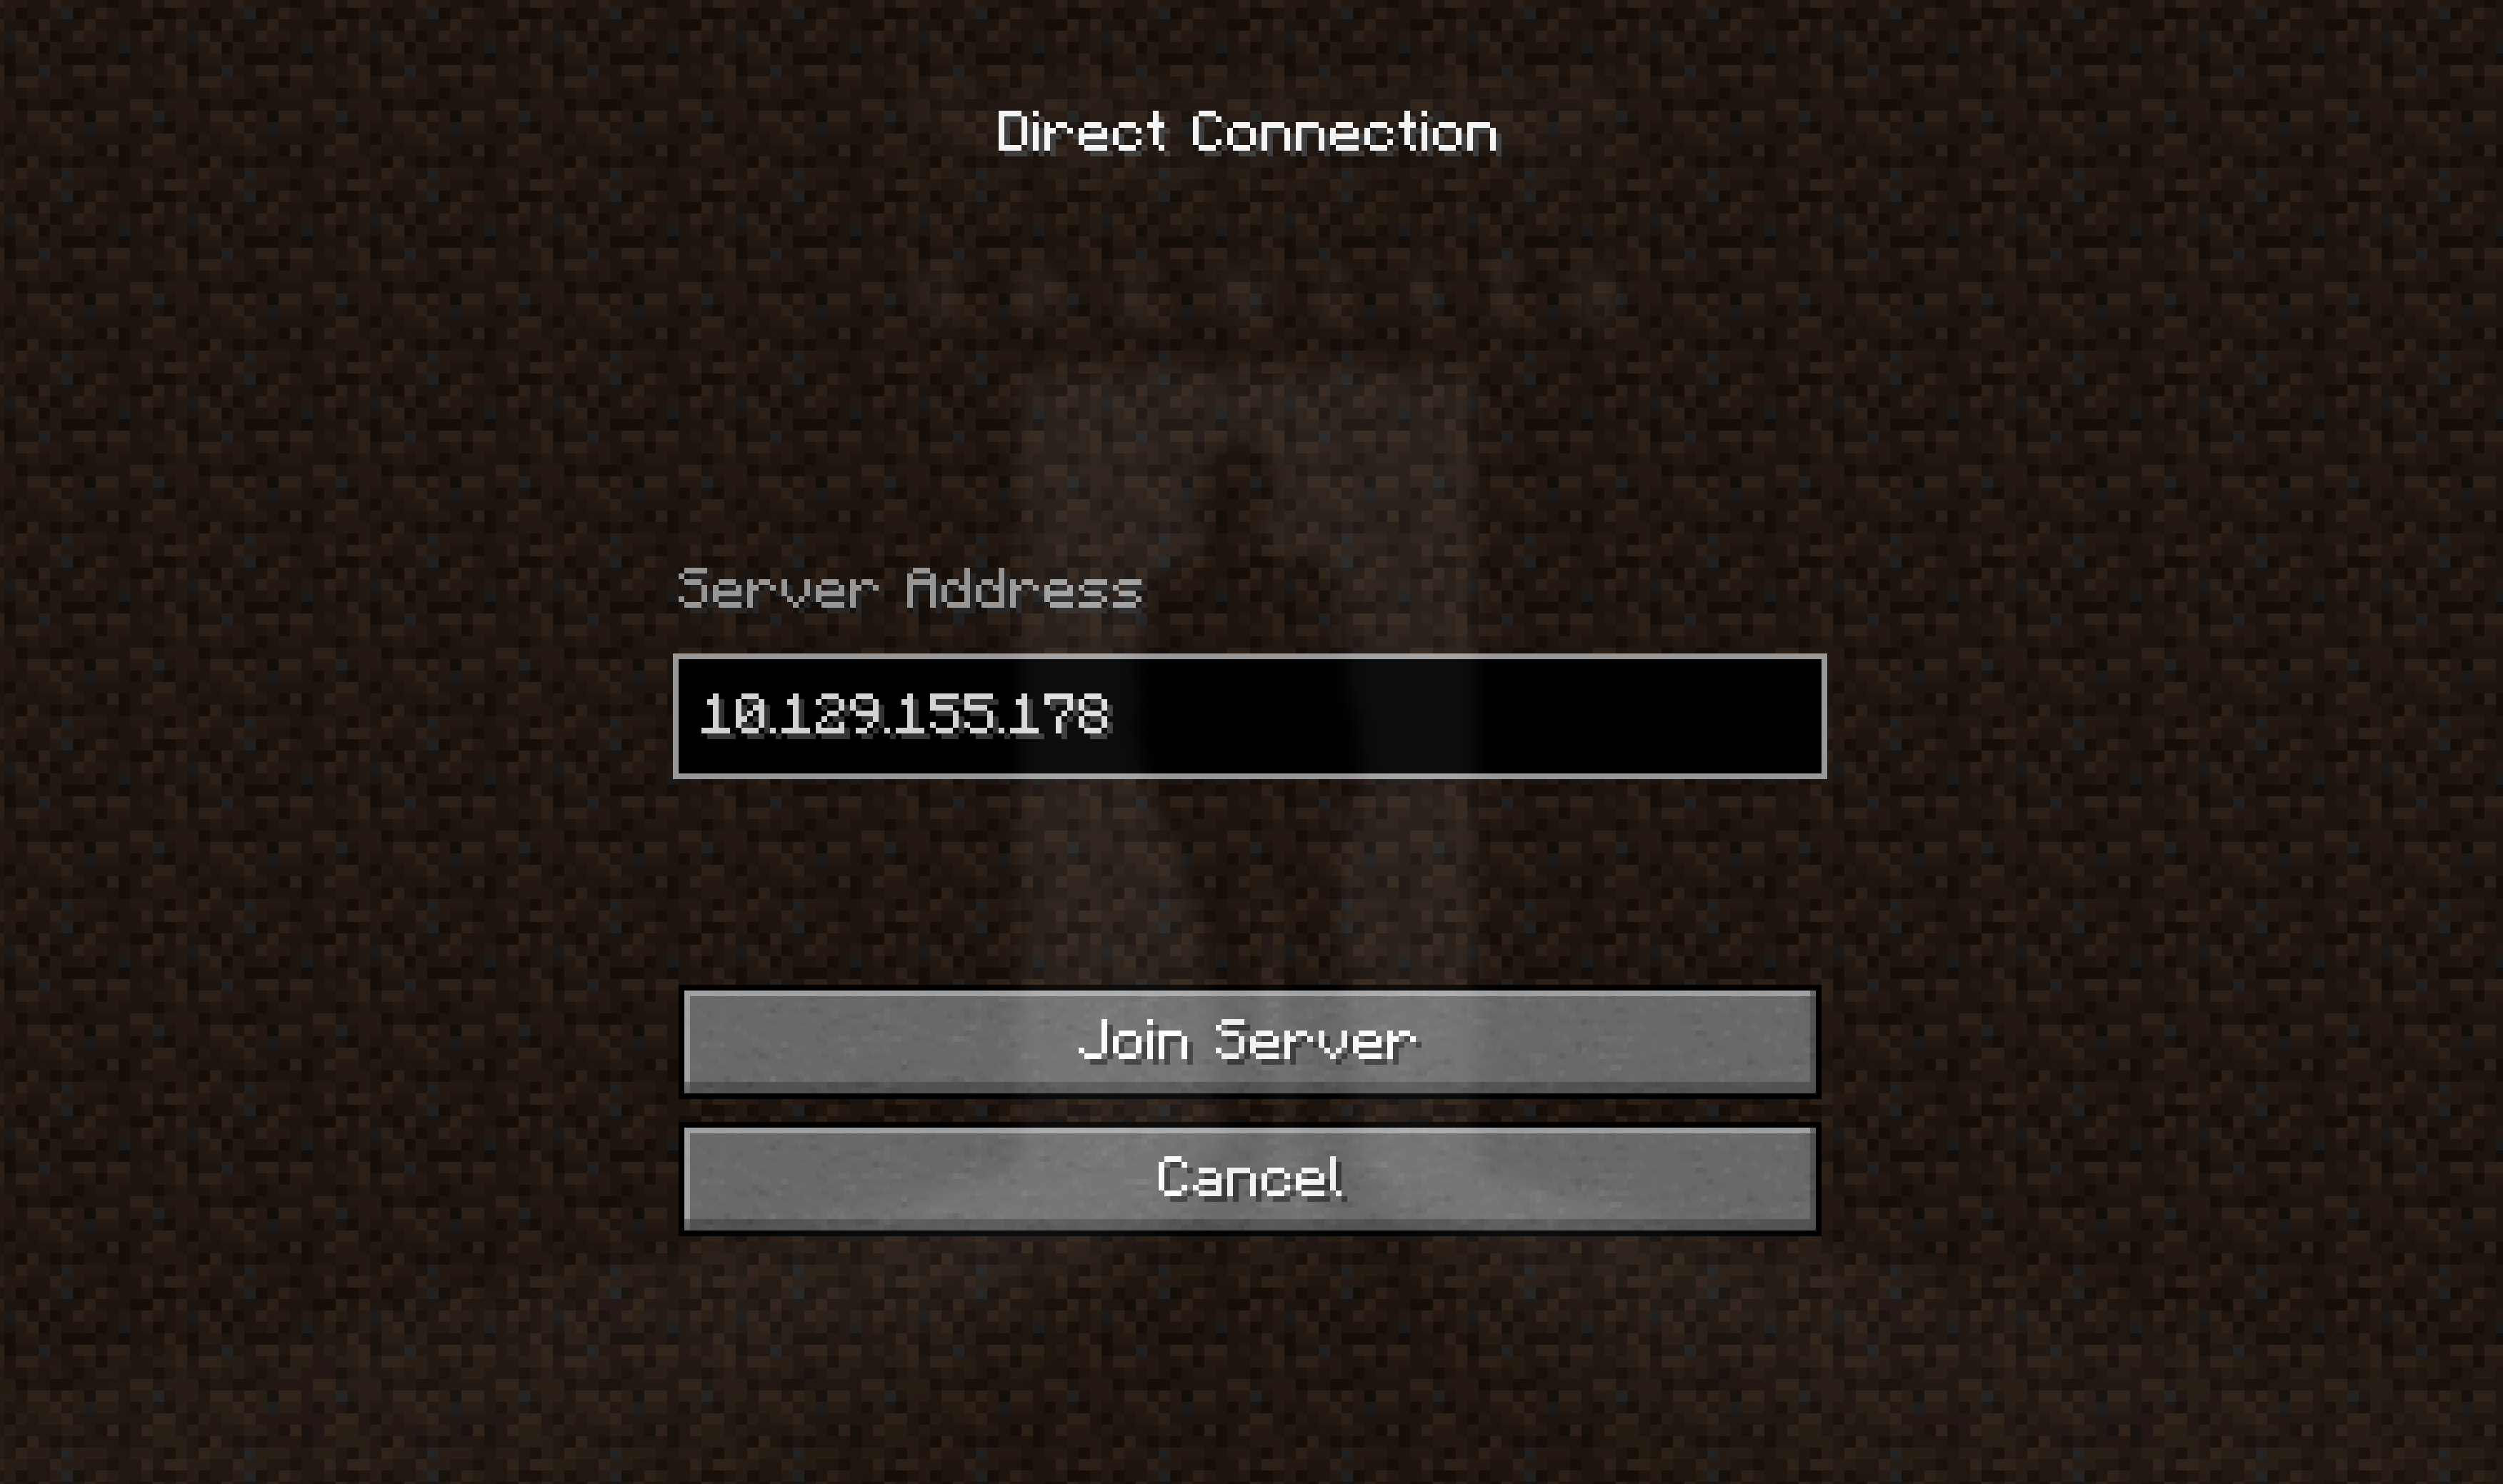 Direct Connection
Server Address
10.129.155.178
Join Server
Cancel